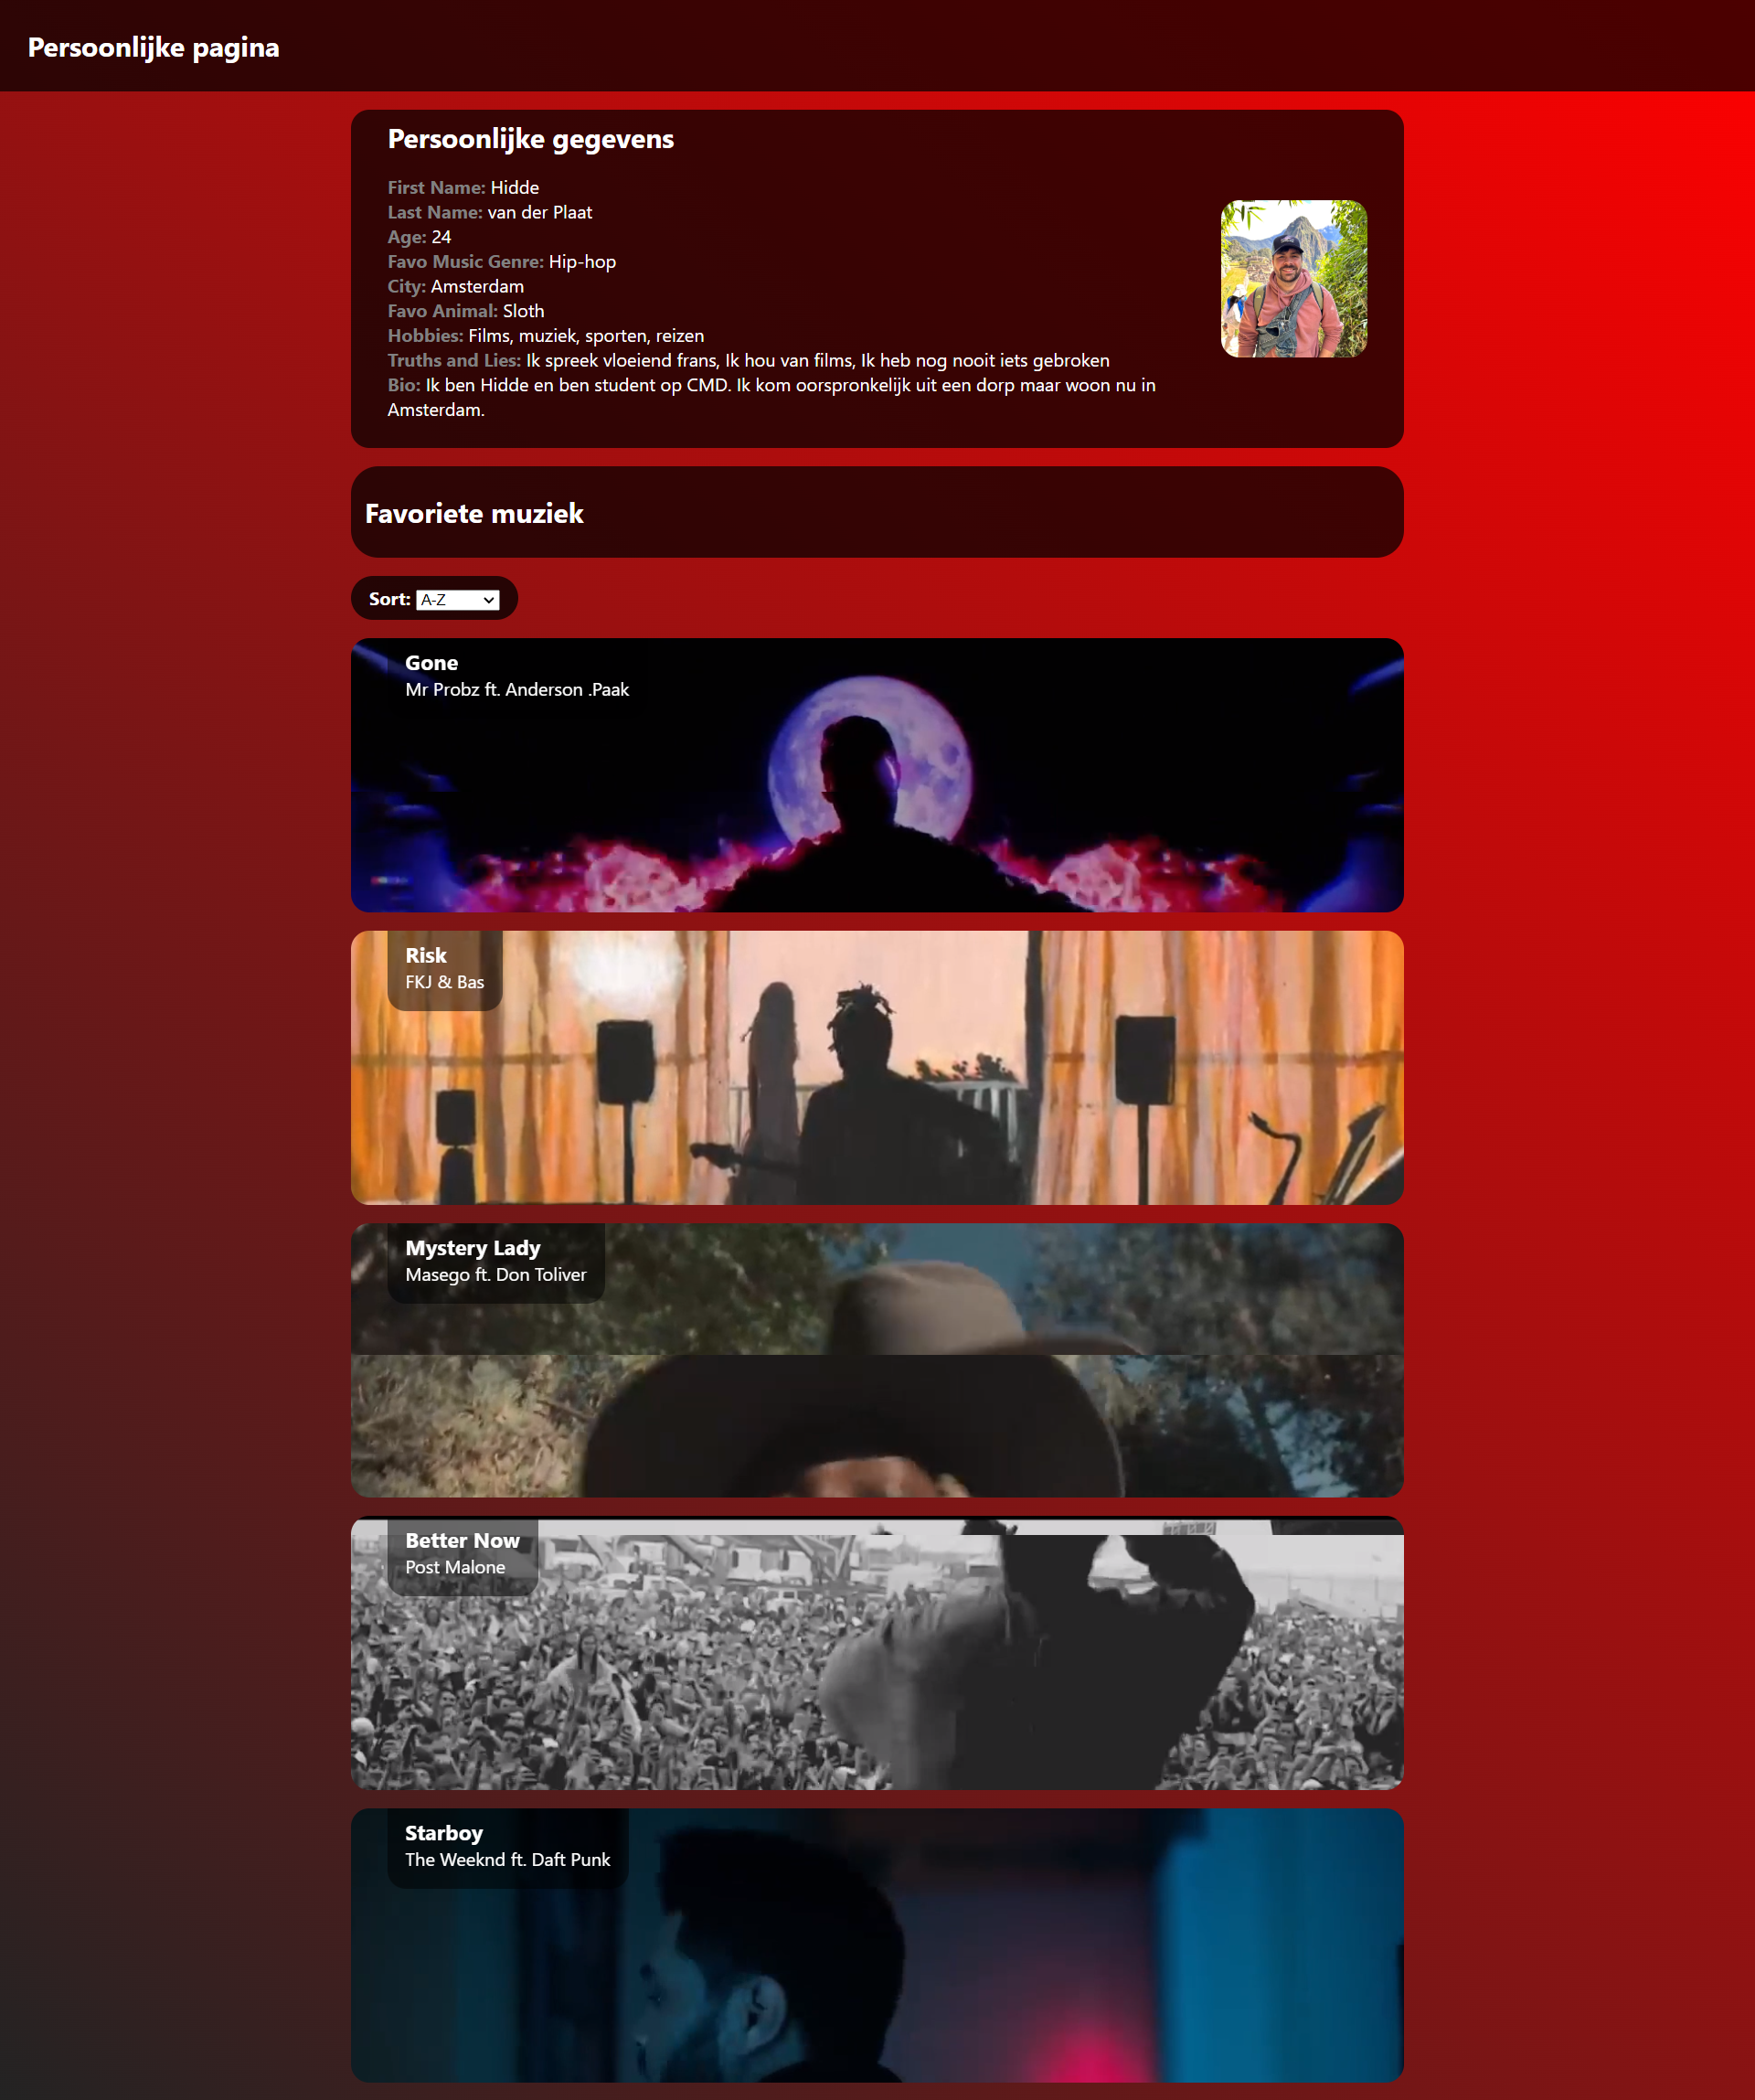 Persoonlijke pagina
Persoonlijke gegevens
First Name: Hidde
Last Name: van der Plaat
Age: 24
Favo Music Genre: Hip-hop
City: Amsterdam
Favo Animal: Sloth
Hobbies: Films, muziek, sporten, reizen
Truths and Lies: Ik spreek vloeiend frans, Ik hou van films, Ik heb nog nooit iets gebroken
Bio: Ik ben Hidde en ben student op CMD. Ik kom oorspronkelijk uit een dorp maar woon nu in
Amsterdam.
Favoriete muziek
Sort: A-Z
Gone
Mr Probz ft. Anderson .Paak
Risk
FKJ & Bas
Mystery Lady
Masego ft. Don Toliver
Better Now
Post Malone
Starboy
The Weeknd ft. Daft Punk